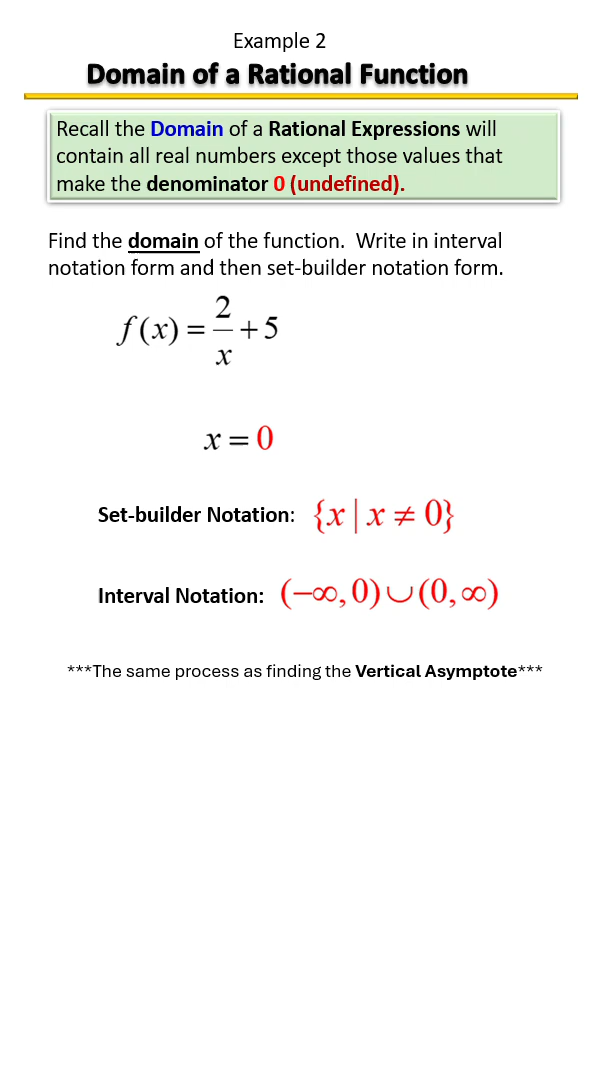 Example 2
Domain of a Rational Function
Recall the Domain of a Rational Expressions will
contain all real numbers except those values that
make the denominator 0 (undefined).
Find the domain of the function.  Write in interval
notation form and then set-builder notation form.
f(x) = 2/x + 5
x = 0
Set-builder Notation: {x | x ≠ 0}
Interval Notation: (−∞, 0) ∪ (0, ∞)
***The same process as finding the Vertical Asymptote***